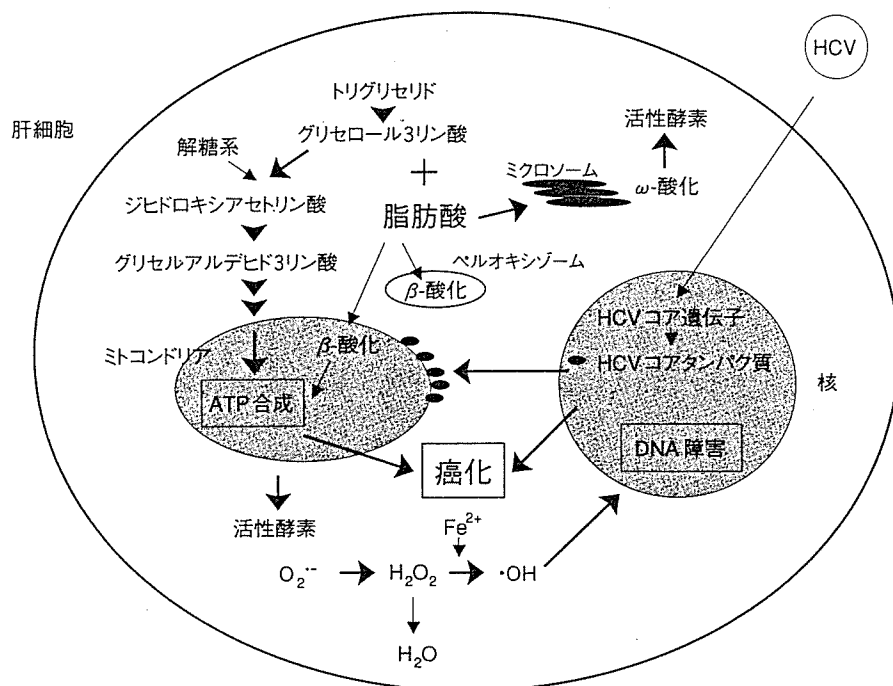 HCV
トリグリセリド
肝細胞
解糖系
グリセロール3リン酸
活性酵素
+
ミクロソーム
ω-酸化
ジヒドロキシアセトリン酸
脂肪酸
グリセルアルデヒド3リン酸
ペルオキシゾーム
β-酸化
HCVコア遺伝子
ミトコンドリア
β-酸化
HCVコアタンパク質
核
ATP合成
DNA障害
癌化
活性酵素
Fe²⁺
O₂·⁻
H₂O₂
·OH
H₂O